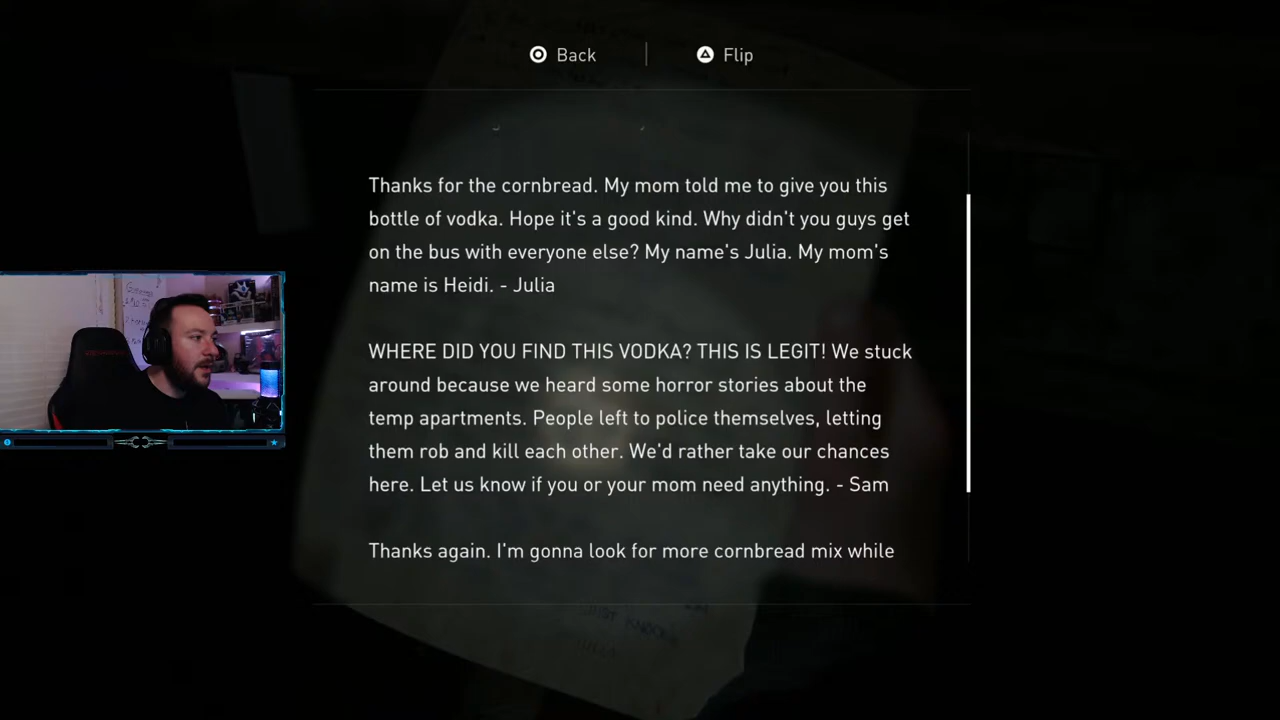 Back
Flip
Thanks for the cornbread. My mom told me to give you this
bottle of vodka. Hope it's a good kind. Why didn't you guys get
on the bus with everyone else? My name's Julia. My mom's
name is Heidi. - Julia
WHERE DID YOU FIND THIS VODKA? THIS IS LEGIT! We stuck
around because we heard some horror stories about the
temp apartments. People left to police themselves, letting
them rob and kill each other. We'd rather take our chances
here. Let us know if you or your mom need anything. - Sam
Thanks again. I'm gonna look for more cornbread mix while